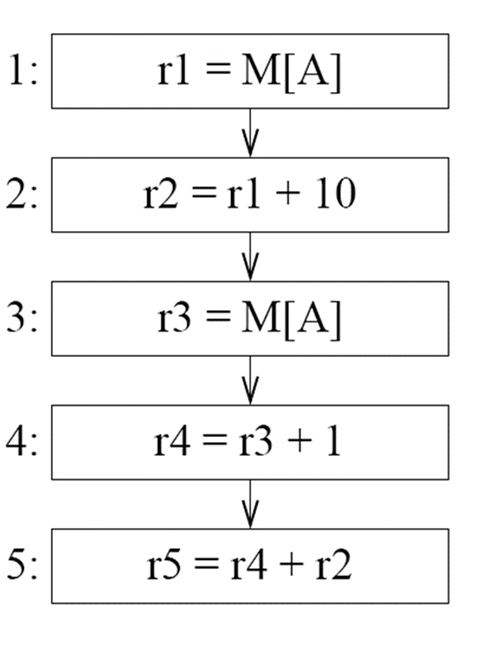 1: r1 = M[A]
2: r2 = r1 + 10
3: r3 = M[A]
4: r4 = r3 + 1
5: r5 = r4 + r2